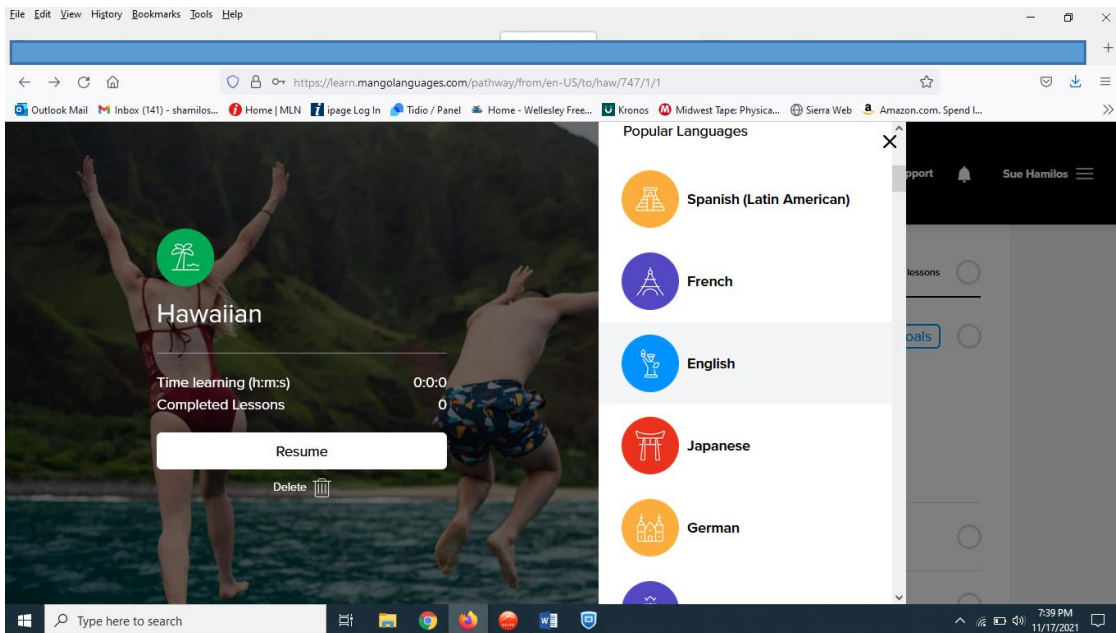 File Edit View History Bookmarks Tools Help
https://learn.mangolanguages.com/pathway/from/en-US/to/haw/747/1/1
Outlook Mail Inbox (141) - shamilos... Home | MLN ipage Log In Tidio / Panel Home - Wellesley Free... Kronos Midwest Tape: Physica... Sierra Web Amazon.com. Spend l...
Popular Languages
pport Sue Hamilos
Spanish (Latin American)
lessons
French
Hawaiian
oals
English
Time learning (h:m:s) 0:0:0
Completed Lessons 0
Japanese
Resume
Delete
German
Type here to search
7:39 PM
11/17/2021